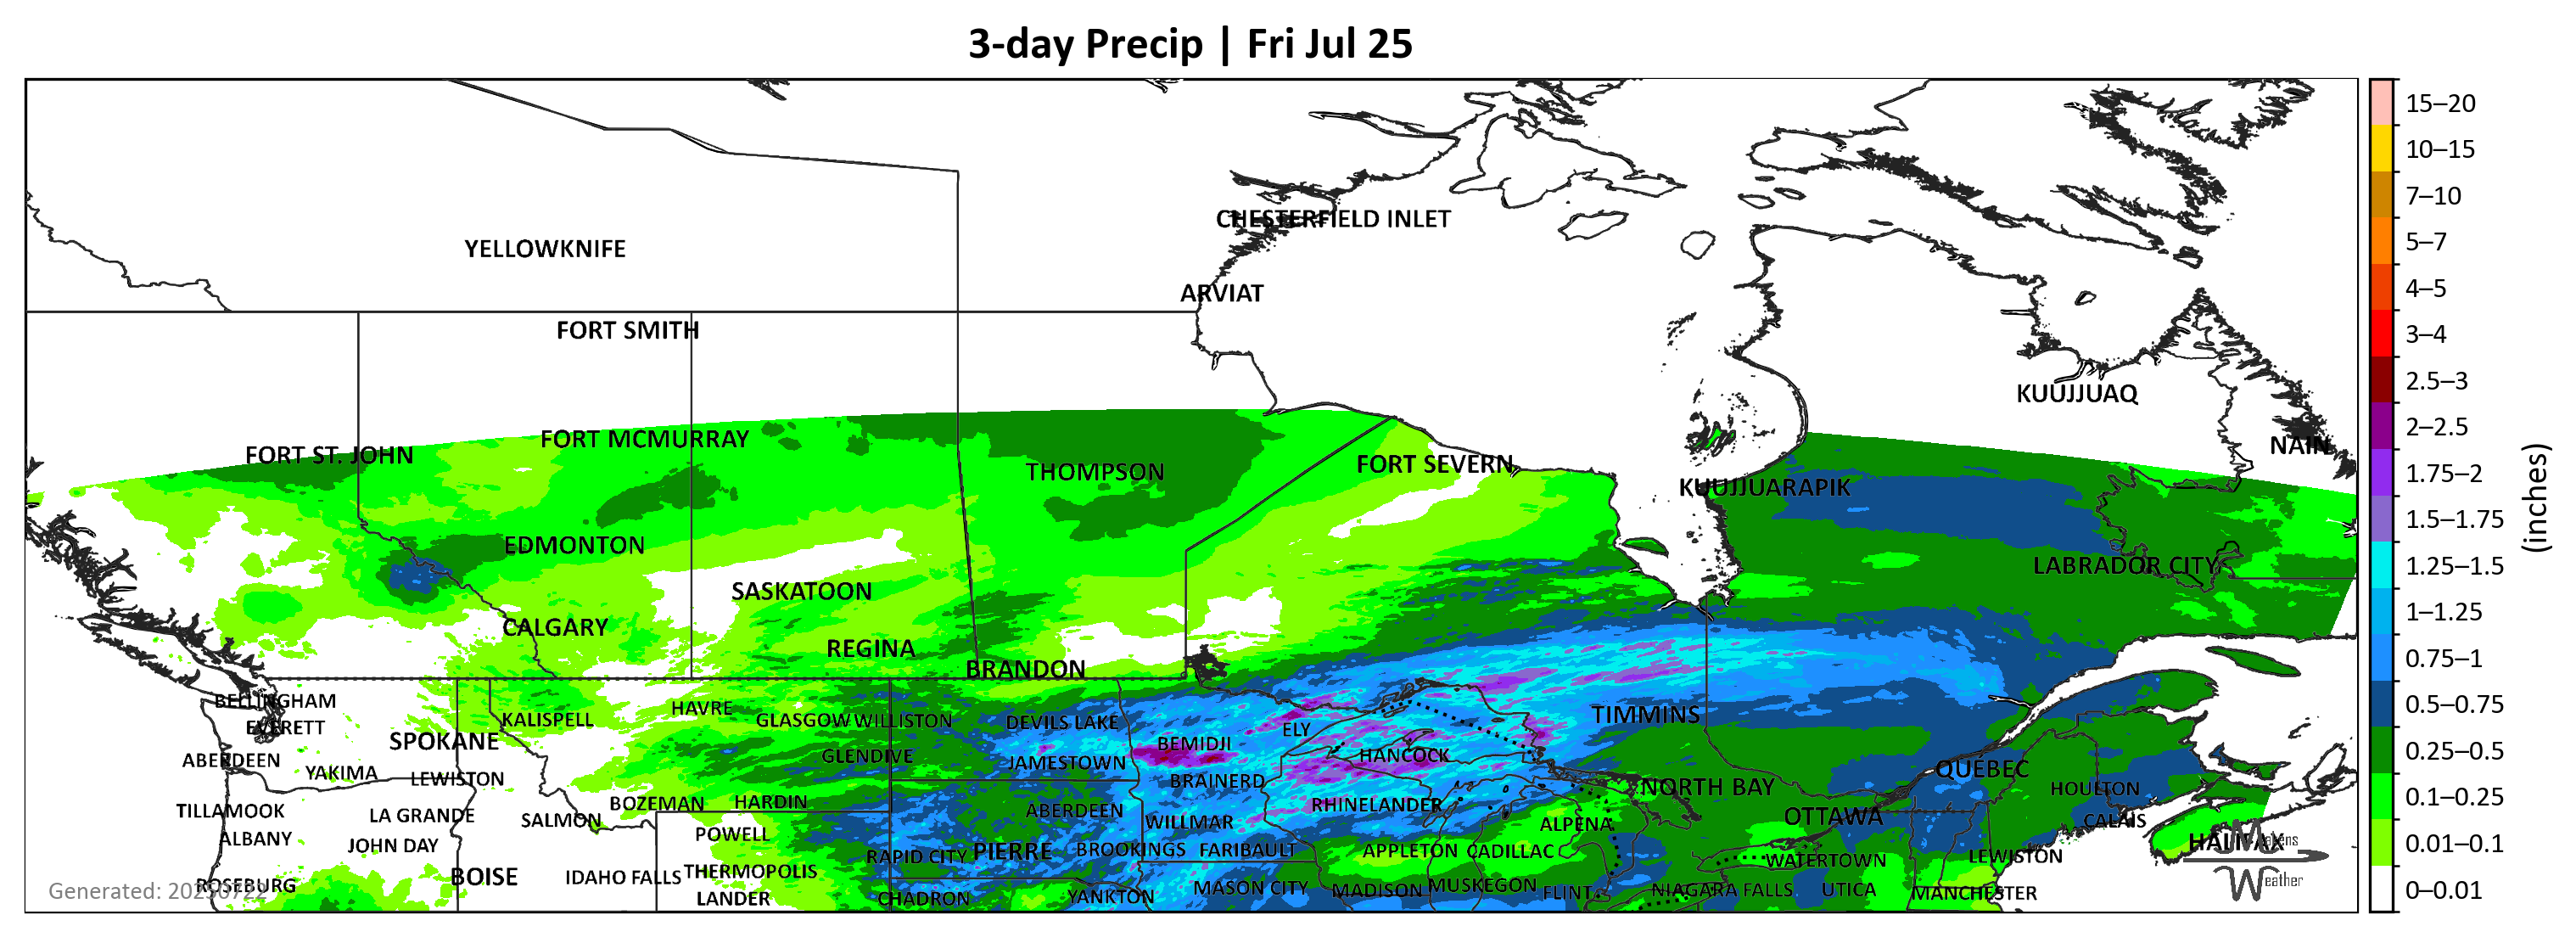 3-day Precip | Fri Jul 25
YELLOWKNIFE
CHESTERFIELD INLET
ARVIAT
FORT SMITH
KUUJJUAQ
FORT ST. JOHN
FORT MCMURRAY
THOMPSON
FORT SEVERN
KUUJJUARAPIK
NAIN
EDMONTON
LABRADOR CITY
SASKATOON
CALGARY
REGINA
BRANDON
BELLINGHAM
KALISPELL
HAVRE
GLASGOW
WILLISTON
DEVILS LAKE
TIMMINS
EVERETT
SPOKANE
ELY
BEMIDJI
ABERDEEN
YAKIMA
LEWISTON
GLENDIVE
JAMESTOWN
HANCOCK
QUÉBEC
BRAINERD
NORTH BAY
HOULTON
TILLAMOOK
LA GRANDE
SALMON
BOZEMAN
HARDIN
ABERDEEN
WILLMAR
RHINELANDER
ALPENA
OTTAWA
CALAIS
ALBANY
JOHN DAY
POWELL
RAPID CITY
PIERRE
BROOKINGS
FARIBAULT
APPLETON
CADILLAC
WATERTOWN
LEWISTON
HALIFAX
ROSEBURG
BOISE
IDAHO FALLS
THERMOPOLIS
LANDER
CHADRON
YANKTON
MASON CITY
MADISON
MUSKEGON
FLINT
NIAGARA FALLS
UTICA
MANCHESTER
Generated: 20250722
Mavens
Weather
15–20
10–15
7–10
5–7
4–5
3–4
2.5–3
2–2.5
1.75–2
1.5–1.75
1.25–1.5
1–1.25
0.75–1
0.5–0.75
0.25–0.5
0.1–0.25
0.01–0.1
0–0.01
(inches)